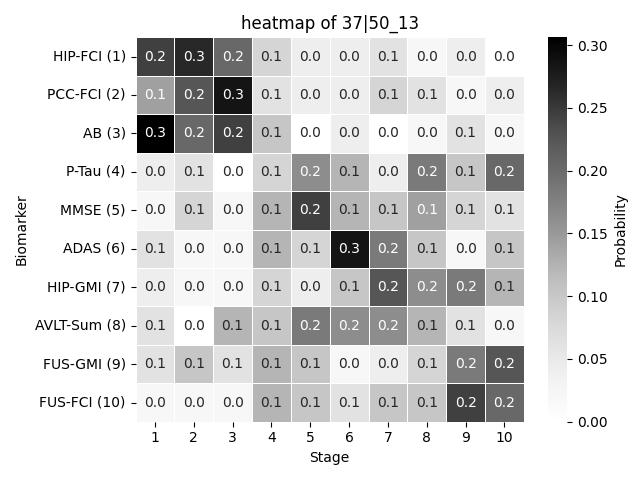 heatmap of 37|50_13
HIP-FCI (1) 0.2 0.3 0.2 0.1 0.0 0.0 0.1 0.0 0.0 0.0
PCC-FCI (2) 0.1 0.2 0.3 0.1 0.0 0.0 0.1 0.1 0.0 0.0
AB (3) 0.3 0.2 0.2 0.1 0.0 0.0 0.0 0.0 0.1 0.0
P-Tau (4) 0.0 0.1 0.0 0.1 0.2 0.1 0.0 0.2 0.1 0.2
MMSE (5) 0.0 0.1 0.0 0.1 0.2 0.1 0.1 0.1 0.1 0.1
ADAS (6) 0.1 0.0 0.0 0.1 0.1 0.3 0.2 0.1 0.0 0.1
HIP-GMI (7) 0.0 0.0 0.0 0.1 0.0 0.1 0.2 0.2 0.2 0.1
AVLT-Sum (8) 0.1 0.0 0.1 0.1 0.2 0.2 0.2 0.1 0.1 0.0
FUS-GMI (9) 0.1 0.1 0.1 0.1 0.1 0.0 0.0 0.1 0.2 0.2
FUS-FCI (10) 0.0 0.0 0.0 0.1 0.1 0.1 0.1 0.1 0.2 0.2
1 2 3 4 5 6 7 8 9 10
Stage
Biomarker
0.30
0.25
0.20
0.15
0.10
0.05
0.00
Probability